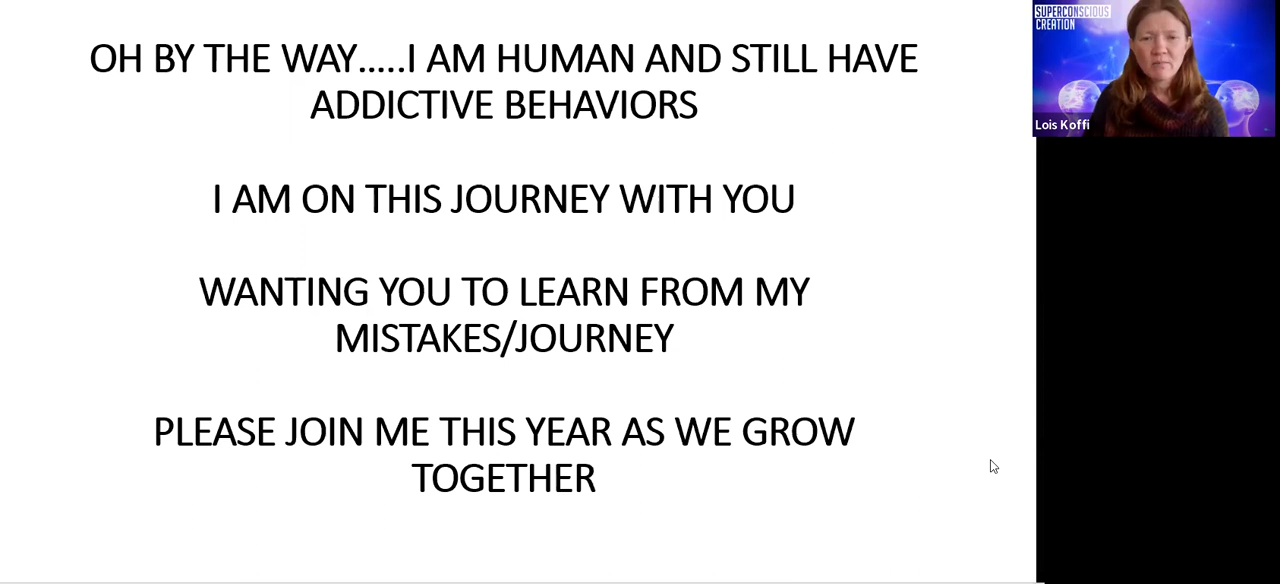 OH BY THE WAY.....I AM HUMAN AND STILL HAVE
ADDICTIVE BEHAVIORS
I AM ON THIS JOURNEY WITH YOU
WANTING YOU TO LEARN FROM MY
MISTAKES/JOURNEY
PLEASE JOIN ME THIS YEAR AS WE GROW
TOGETHER
SUPERCONSCIOUS
CREATION
Lois Koffi